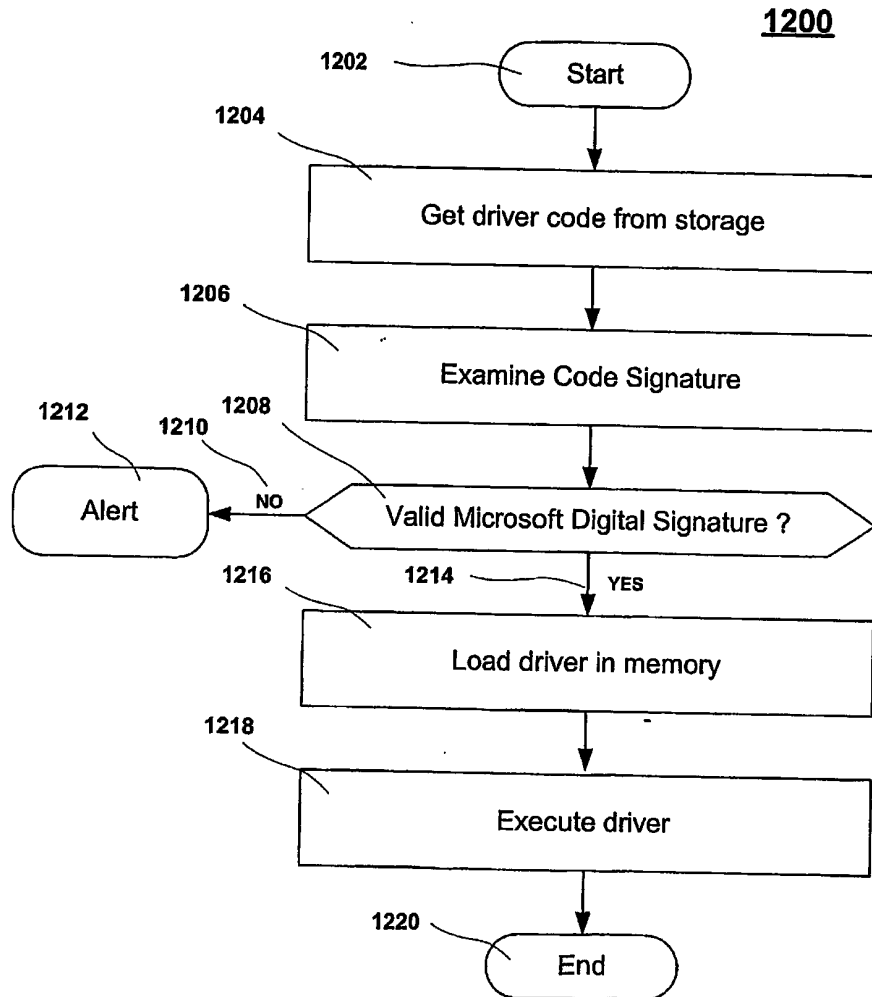 1200
1202
Start
1204
Get driver code from storage
1206
Examine Code Signature
1208
1210
1212
NO
Alert
Valid Microsoft Digital Signature ?
1214
YES
1216
Load driver in memory
1218
Execute driver
1220
End